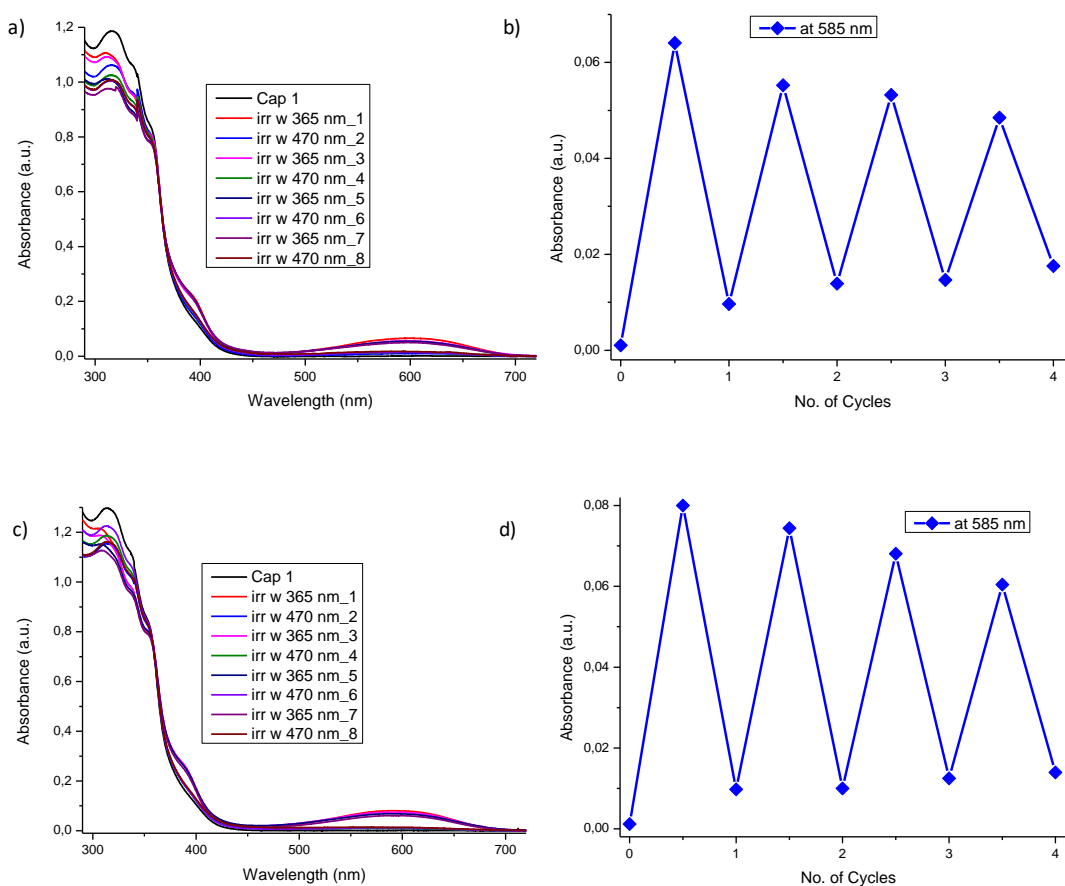 a)
Absorbance (a.u.)
1,2
1,0
0,8
0,6
0,4
0,2
0,0
300 400 500 600 700
Wavelength (nm)
Cap 1
irr w 365 nm_1
irr w 470 nm_2
irr w 365 nm_3
irr w 470 nm_4
irr w 365 nm_5
irr w 470 nm_6
irr w 365 nm_7
irr w 470 nm_8
b)
Absorbance (a.u.)
0,06
0,04
0,02
0,00
0 1 2 3 4
No. of Cycles
at 585 nm
c)
Absorbance (a.u.)
1,2
1,0
0,8
0,6
0,4
0,2
0,0
300 400 500 600 700
Wavelength (nm)
Cap 1
irr w 365 nm_1
irr w 470 nm_2
irr w 365 nm_3
irr w 470 nm_4
irr w 365 nm_5
irr w 470 nm_6
irr w 365 nm_7
irr w 470 nm_8
d)
Absorbance (a.u.)
0,08
0,06
0,04
0,02
0,00
0 1 2 3 4
No. of Cycles
at 585 nm